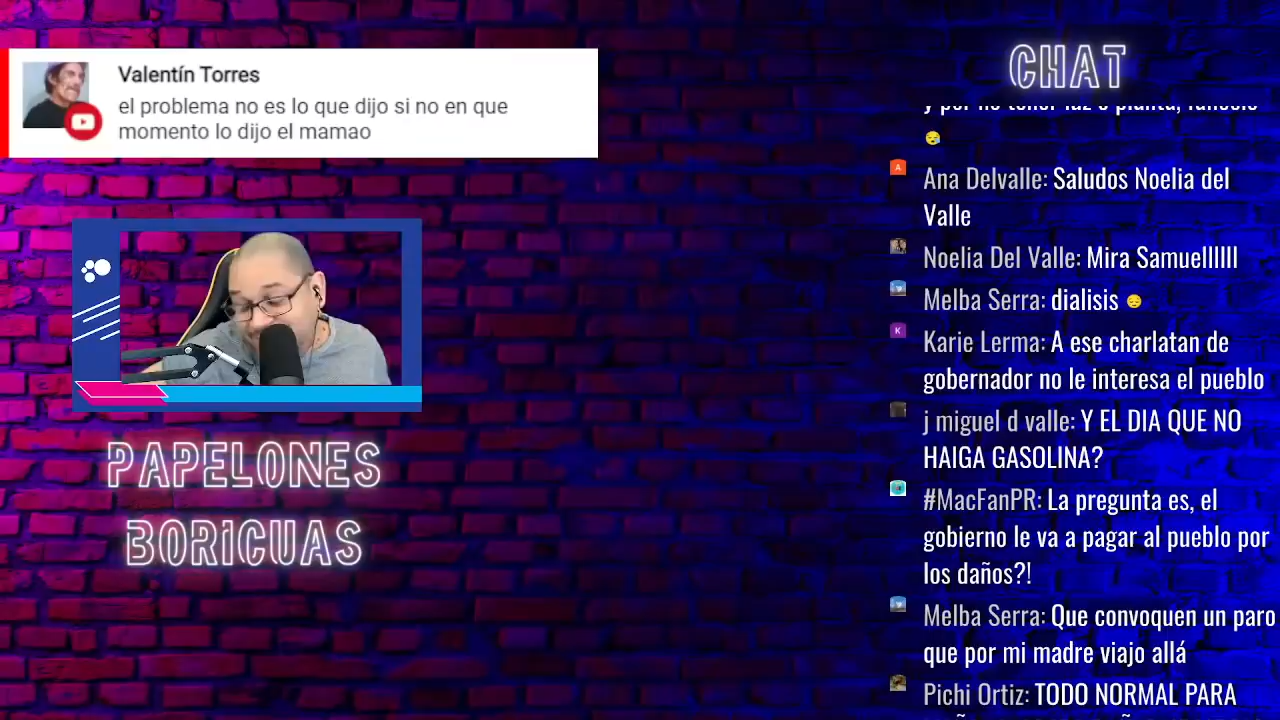 Valentín Torres
el problema no es lo que dijo si no en que
momento lo dijo el mamao
PAPELONES
BORICUAS
CHAT
Ana Delvalle: Saludos Noelia del
Valle
Noelia Del Valle: Mira Samuellllll
Melba Serra: dialisis 😔
Karie Lerma: A ese charlatan de
gobernador no le interesa el pueblo
j miguel d valle: Y EL DIA QUE NO
HAIGA GASOLINA?
#MacFanPR: La pregunta es, el
gobierno le va a pagar al pueblo por
los daños?!
Melba Serra: Que convoquen un paro
que por mi madre viajo allá
Pichi Ortiz: TODO NORMAL PARA